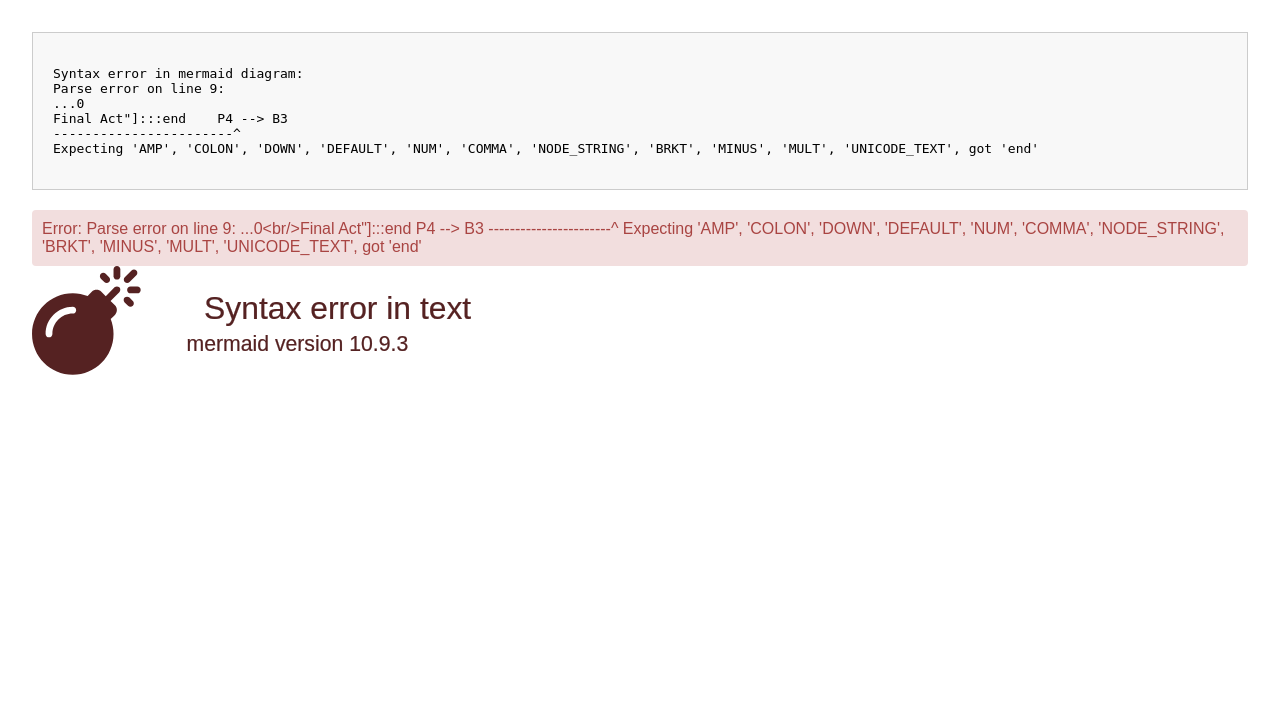 Syntax error in mermaid diagram:
Parse error on line 9:
...0
Final Act"]:::end    P4 --> B3
-----------------------^
Expecting 'AMP', 'COLON', 'DOWN', 'DEFAULT', 'NUM', 'COMMA', 'NODE_STRING', 'BRKT', 'MINUS', 'MULT', 'UNICODE_TEXT', got 'end'
Error: Parse error on line 9: ...0<br/>Final Act"]:::end P4 --> B3 -----------------------^ Expecting 'AMP', 'COLON', 'DOWN', 'DEFAULT', 'NUM', 'COMMA', 'NODE_STRING',
'BRKT', 'MINUS', 'MULT', 'UNICODE_TEXT', got 'end'
Syntax error in text
mermaid version 10.9.3